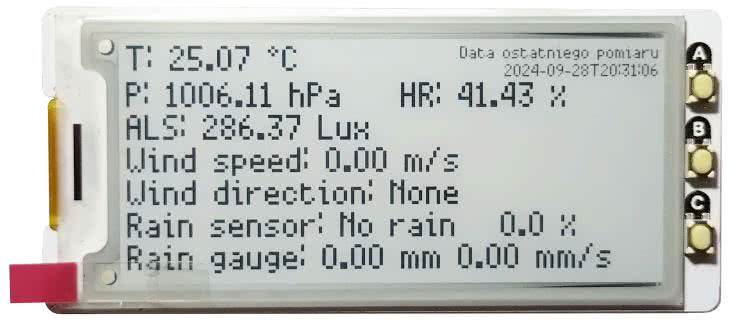 T: 25.07 °C
Data ostatniego pomiaru
2024-09-28T20:31:06
P: 1006.11 hPa HR: 41.43 %
ALS: 286.37 Lux
Wind speed: 0.00 m/s
Wind direction: None
Rain sensor: No rain 0.0 %
Rain gauge: 0.00 mm 0.00 mm/s
A
B
C